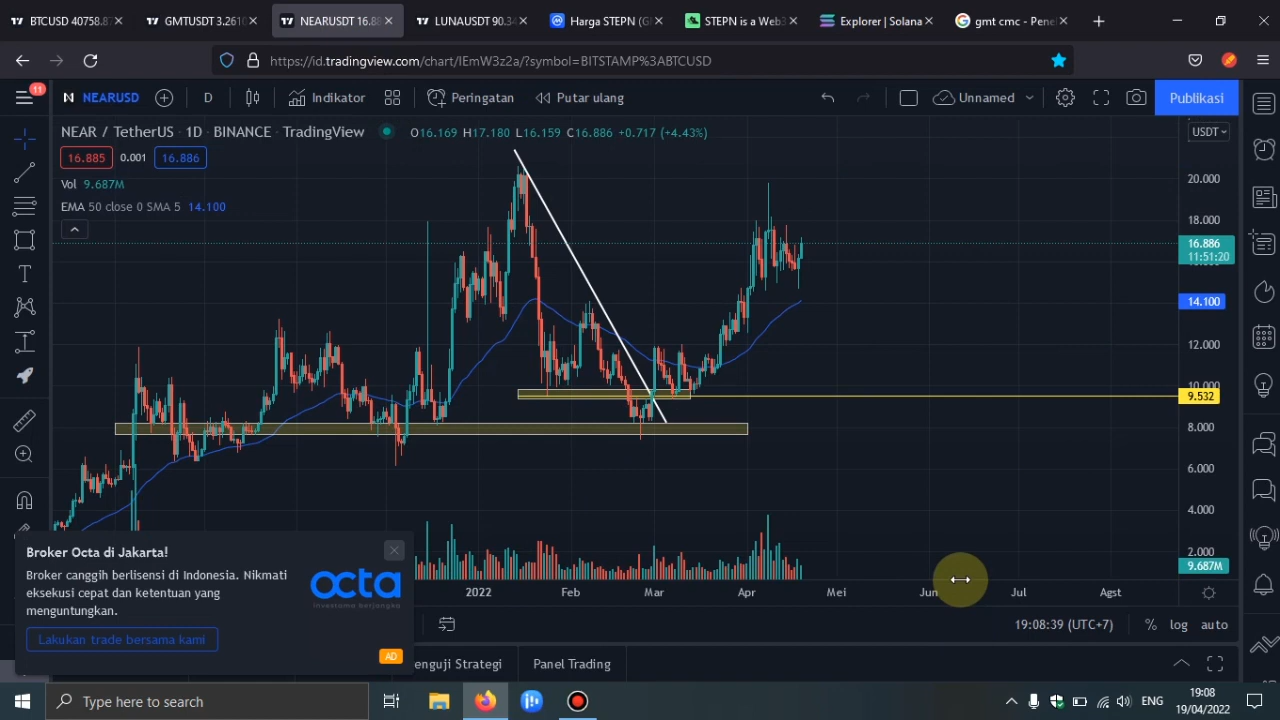 BTCUSD 40758.8
GMTUSDT 3.2610
NEARUSDT 16.88
LUNAUSDT 90.34
Harga STEPN (G
STEPN is a Web3
Explorer | Solana
gmt cmc - Pene
https://id.tradingview.com/chart/IEmW3z2a/?symbol=BITSTAMP%3ABTCUSD
11
NEARUSD
D
Indikator
Peringatan
Putar ulang
Unnamed
Publikasi
NEAR / TetherUS · 1D · BINANCE · TradingView
O16.169 H17.180 L16.159 C16.886 +0.717 (+4.43%)
USDT
16.885
0.001
16.886
Vol 9.687M
EMA 50 close 0 SMA 5 14.100
20.000
18.000
16.886
11:51:20
14.100
12.000
10.000
9.532
8.000
6.000
4.000
2.000
9.687M
Broker Octa di Jakarta!
Broker canggih berlisensi di Indonesia. Nikmati
eksekusi cepat dan ketentuan yang
menguntungkan.
octa
Lakukan trade bersama kami
AD
2022
Feb
Mar
Apr
Mei
Jun
Jul
Agst
19:08:39 (UTC+7)
%
log
auto
enguji Strategi
Panel Trading
Type here to search
ENG
19:08
19/04/2022